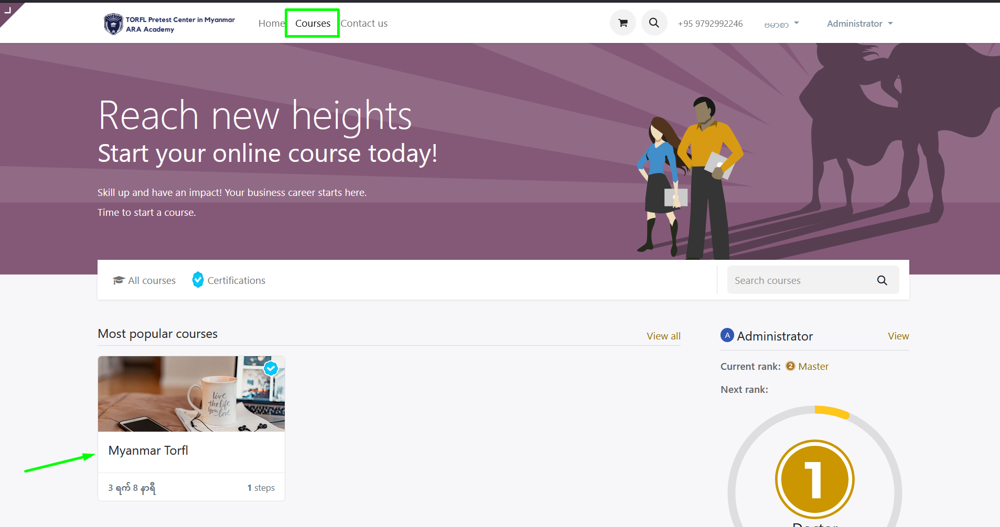 TORFL Pretest Center in Myanmar
ARA Academy
Home
Courses
Contact us
+95 9792992246
ဗမာစာ
Administrator
Reach new heights
Start your online course today!
Skill up and have an impact! Your business career starts here.
Time to start a course.
All courses
Certifications
Search courses
Most popular courses
View all
live
the life
you love.
Myanmar Torfl
3 ရက် 8 နာရီ
1 steps
A Administrator
View
Current rank: 2 Master
Next rank:
1
Doctor